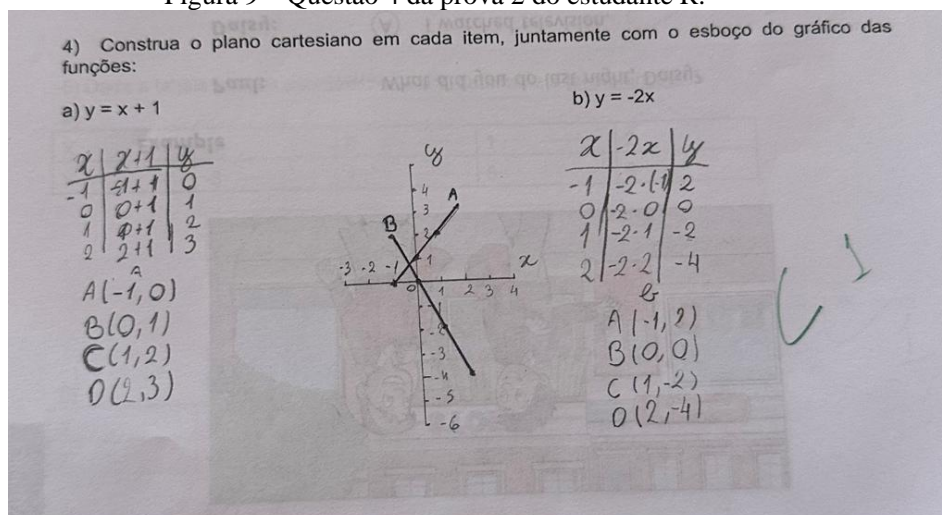 Figura 9 – Questão 4 da prova 2 do estudante R.
4) Construa o plano cartesiano em cada item, juntamente com o esboço do gráfico das
funções:
a) y = x + 1
b) y = -2x
x | x+1 | y
-1 | -1+1 | 0
0 | 0+1 | 1
1 | 1+1 | 2
2 | 2+1 | 3
A
A(-1,0)
B(0,1)
C(1,2)
D(2,3)
y
4
3
2
1
A
B
-3 -2 -1 0 1 2 3 4 x
-2
-3
-4
-5
-6
x | -2x | y
-1 | -2·(-1) | 2
0 | -2·0 | 0
1 | -2·1 | -2
2 | -2·2 | -4
B
A(-1,2)
B(0,0)
C(1,-2)
D(2,-4)
C 1